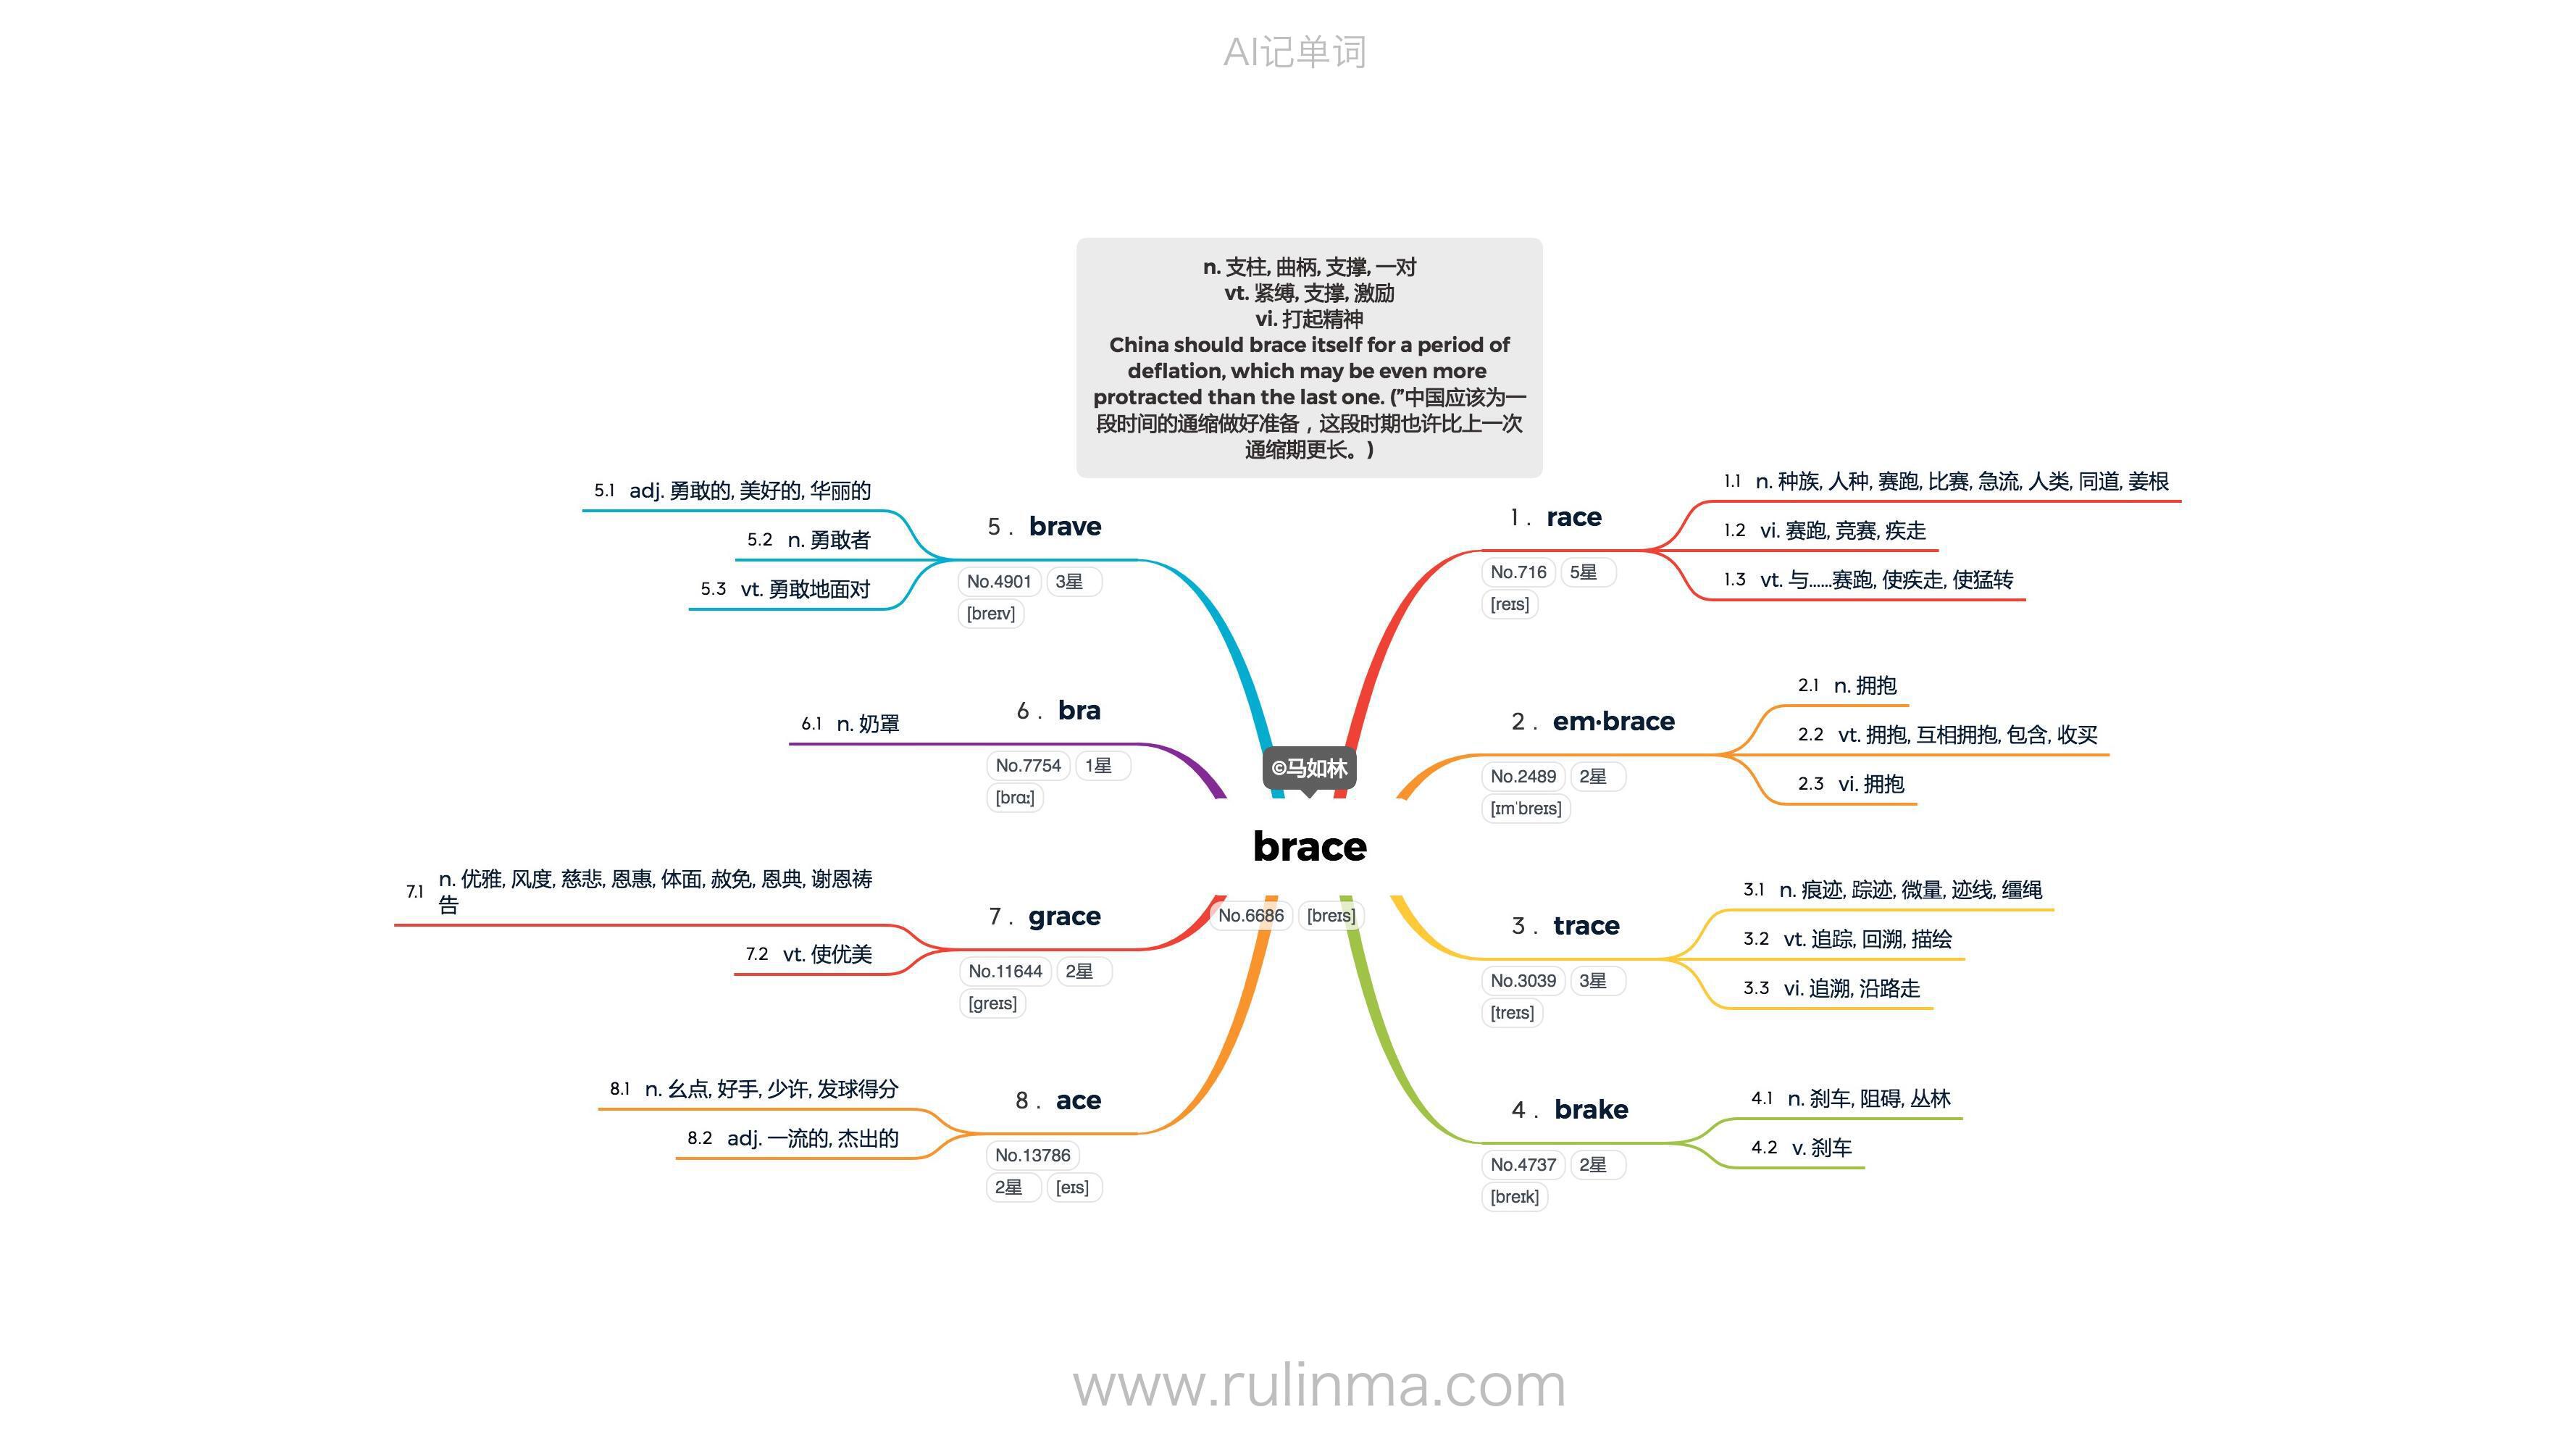 AI记单词
n. 支柱, 曲柄, 支撑, 一对
vt. 紧缚, 支撑, 激励
vi. 打起精神
China should brace itself for a period of
deflation, which may be even more
protracted than the last one. ("中国应该为一
段时间的通缩做好准备，这段时期也许比上一次
通缩期更长。)
©马如林
brace
No.6686 [breɪs]
1. race
No.716 5星
[reɪs]
1.1 n. 种族, 人种, 赛跑, 比赛, 急流, 人类, 同道, 姜根
1.2 vi. 赛跑, 竞赛, 疾走
1.3 vt. 与……赛跑, 使疾走, 使猛转
2. em·brace
No.2489 2星
[ɪmˈbreɪs]
2.1 n. 拥抱
2.2 vt. 拥抱, 互相拥抱, 包含, 收买
2.3 vi. 拥抱
3. trace
No.3039 3星
[treɪs]
3.1 n. 痕迹, 踪迹, 微量, 迹线, 缰绳
3.2 vt. 追踪, 回溯, 描绘
3.3 vi. 追溯, 沿路走
4. brake
No.4737 2星
[breɪk]
4.1 n. 刹车, 阻碍, 丛林
4.2 v. 刹车
5. brave
No.4901 3星
[breɪv]
5.1 adj. 勇敢的, 美好的, 华丽的
5.2 n. 勇敢者
5.3 vt. 勇敢地面对
6. bra
No.7754 1星
[brɑː]
6.1 n. 奶罩
7. grace
No.11644 2星
[greɪs]
7.1 n. 优雅, 风度, 慈悲, 恩惠, 体面, 赦免, 恩典, 谢恩祷
告
7.2 vt. 使优美
8. ace
No.13786
2星 [eɪs]
8.1 n. 幺点, 好手, 少许, 发球得分
8.2 adj. 一流的, 杰出的
www.rulinma.com